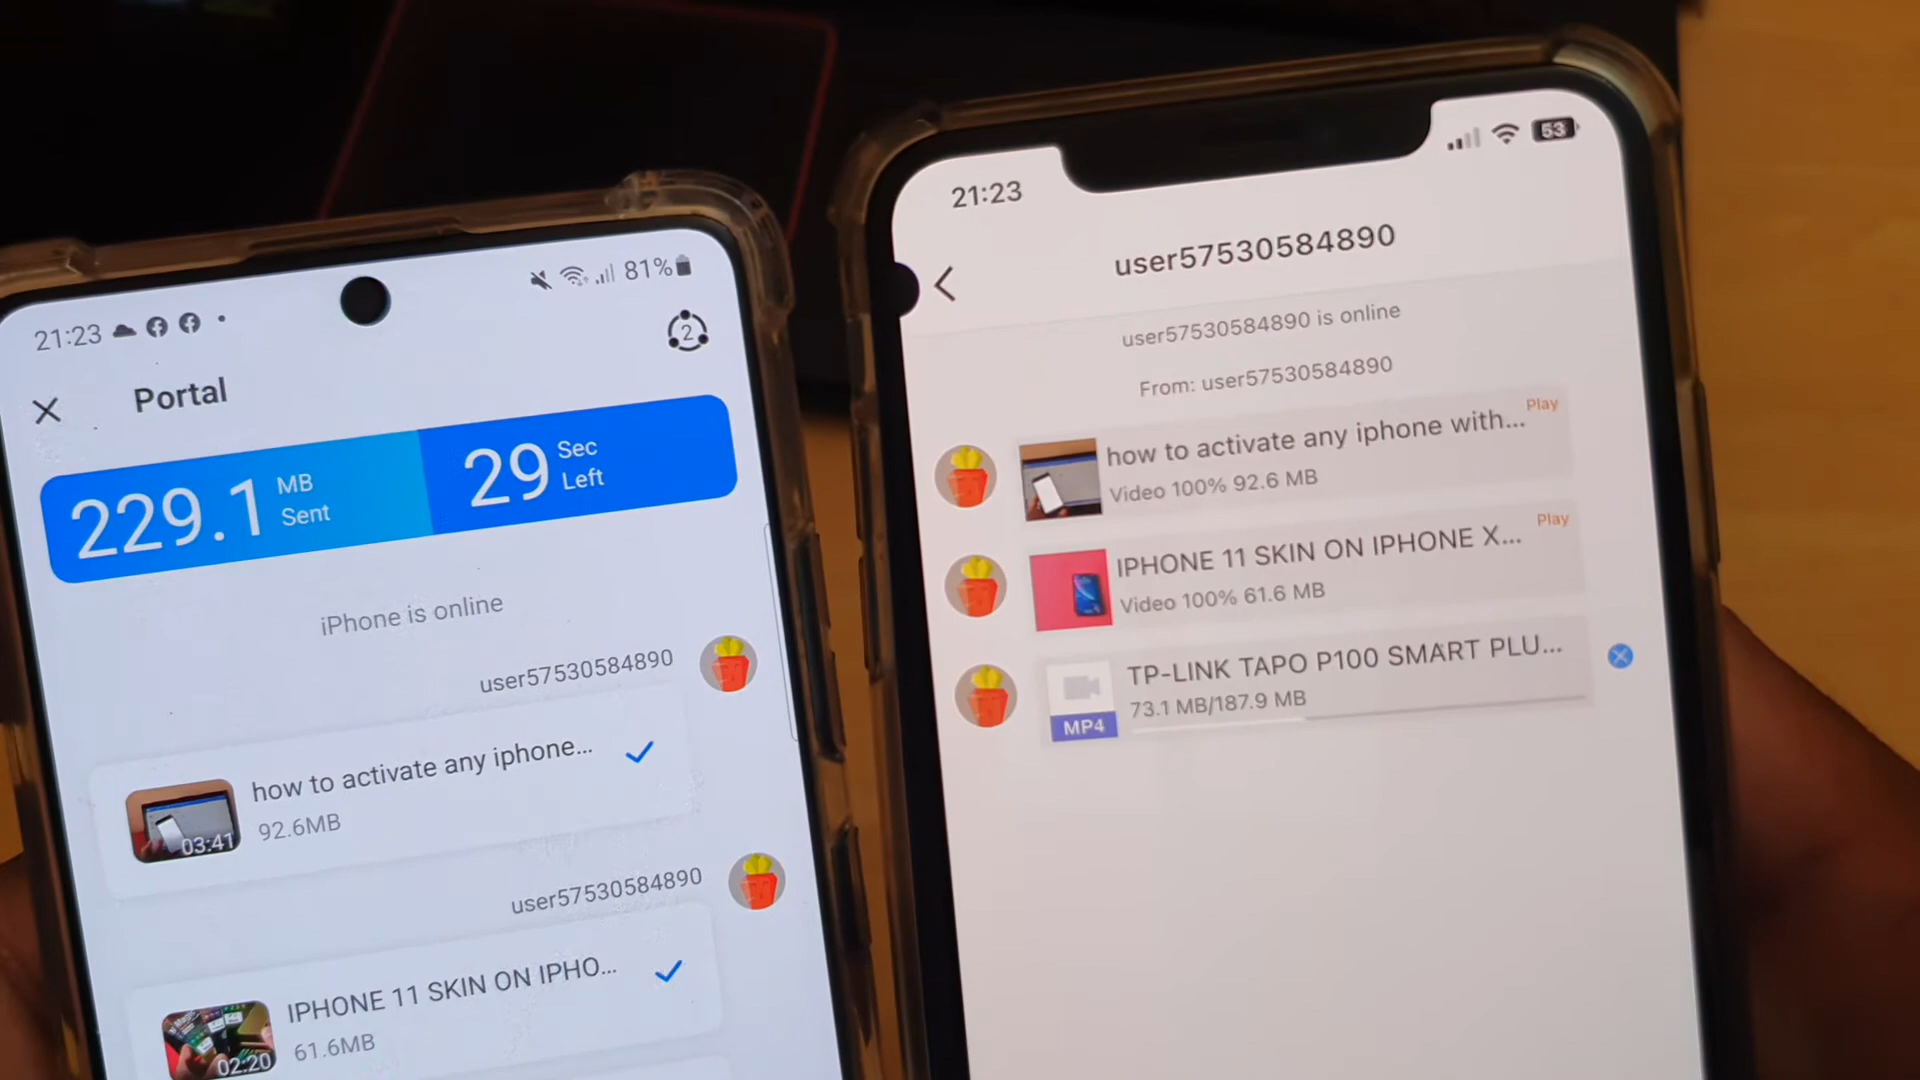 21:23
81%
2
Portal
229.1 MB Sent
29 Sec Left
iPhone is online
user57530584890
how to activate any iphone...
92.6MB
03:41
user57530584890
IPHONE 11 SKIN ON IPHO...
61.6MB
02:20
21:23
53
user57530584890
user57530584890 is online
From: user57530584890
how to activate any iphone with...
Play
Video 100% 92.6 MB
IPHONE 11 SKIN ON IPHONE X...
Play
Video 100% 61.6 MB
TP-LINK TAPO P100 SMART PLU...
73.1 MB/187.9 MB
MP4